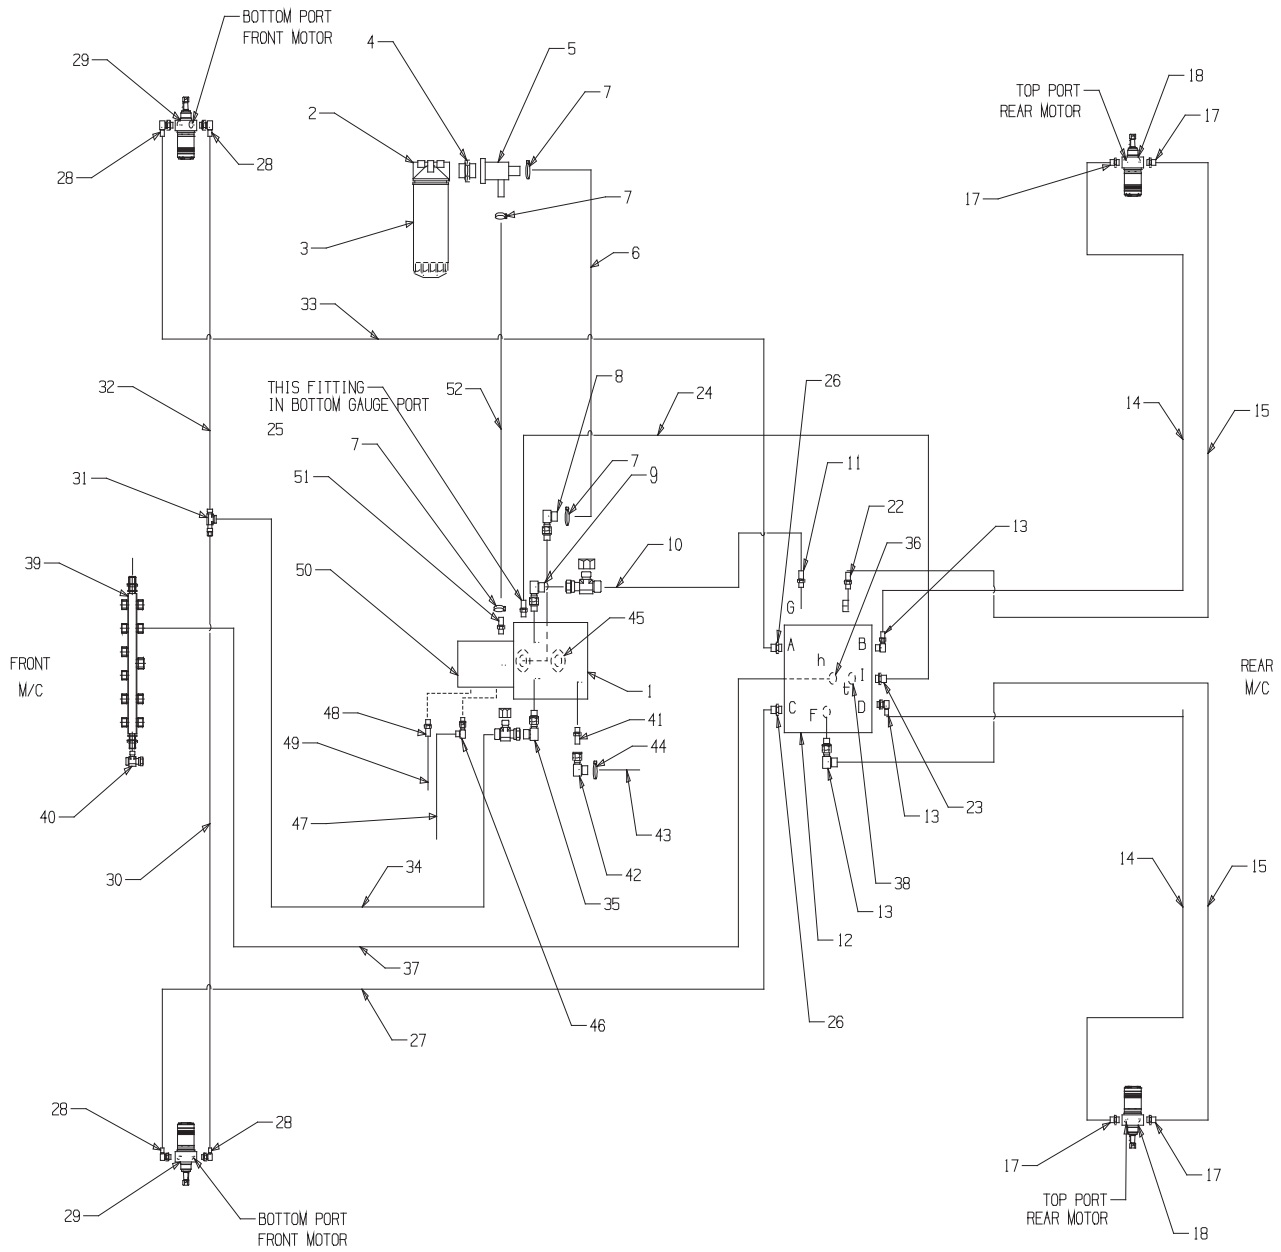 BOTTOM PORT
FRONT MOTOR
29
4
5
18
TOP PORT
REAR MOTOR
7
2
17
28
28
7
17
3
6
33
32
THIS FITTING
IN BOTTOM GAUGE PORT
25
52
8
24
26
14
15
7
7
9
11
31
51
22
13
36
10
39
50
G
E
45
A
B
h
FRONT
M/C
I
REAR
M/C
t
1
C
D
F
48
41
44
49
23
13
40
47
43
42
38
14
15
30
34
35
13
12
37
46
26
27
28
28
17
17
29
BOTTOM PORT
FRONT MOTOR
TOP PORT
REAR MOTOR
18